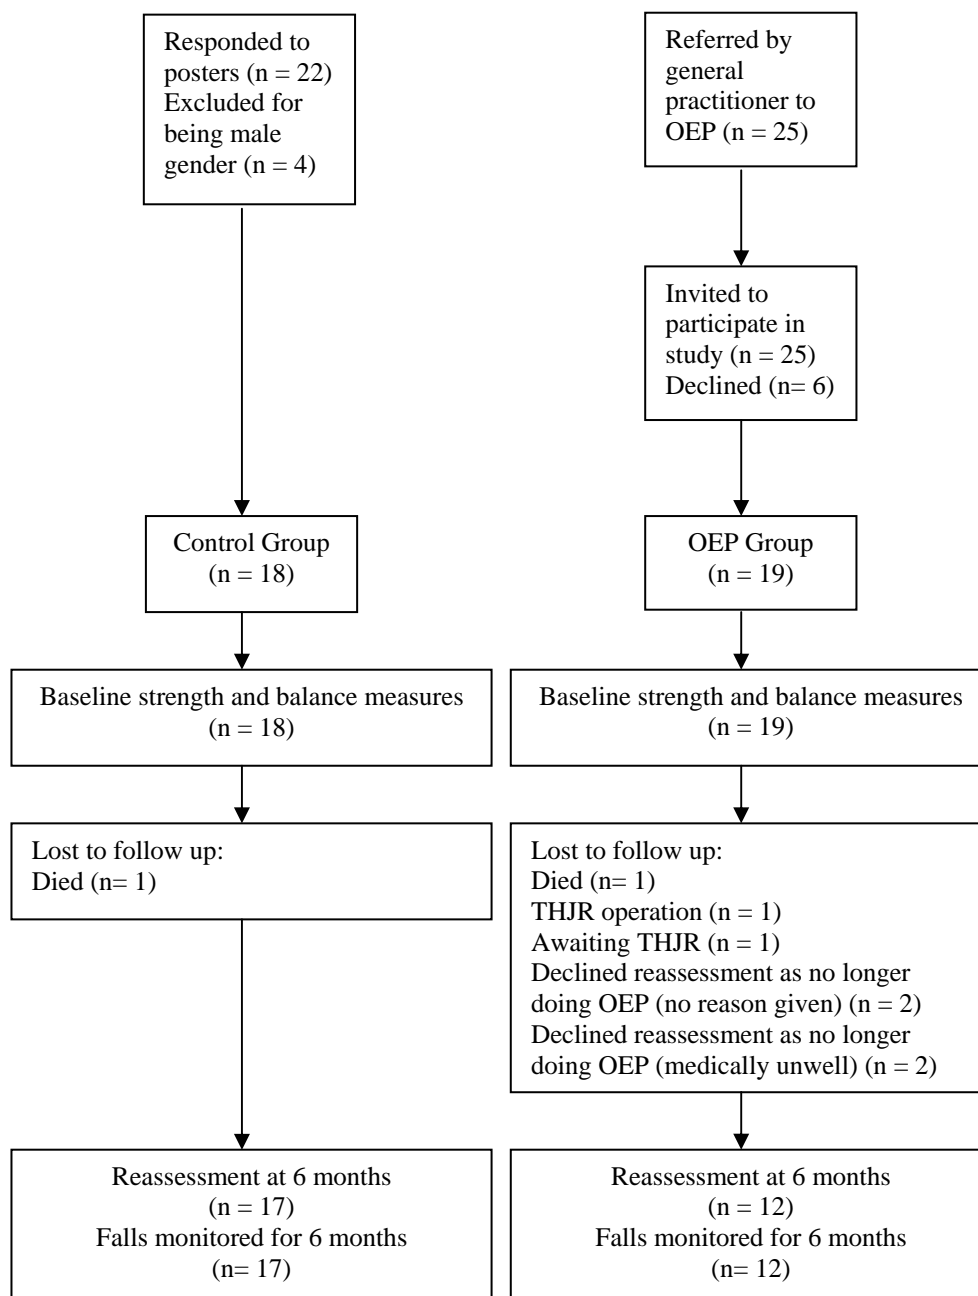 Responded to
posters (n = 22)
Excluded for
being male
gender (n = 4)
Referred by
general
practitioner to
OEP (n = 25)
Invited to
participate in
study (n = 25)
Declined (n= 6)
Control Group
(n = 18)
OEP Group
(n = 19)
Baseline strength and balance measures
(n = 18)
Baseline strength and balance measures
(n = 19)
Lost to follow up:
Died (n= 1)
Lost to follow up:
Died (n= 1)
THJR operation (n = 1)
Awaiting THJR (n = 1)
Declined reassessment as no longer
doing OEP (no reason given) (n = 2)
Declined reassessment as no longer
doing OEP (medically unwell) (n = 2)
Reassessment at 6 months
(n = 17)
Falls monitored for 6 months
(n= 17)
Reassessment at 6 months
(n = 12)
Falls monitored for 6 months
(n= 12)